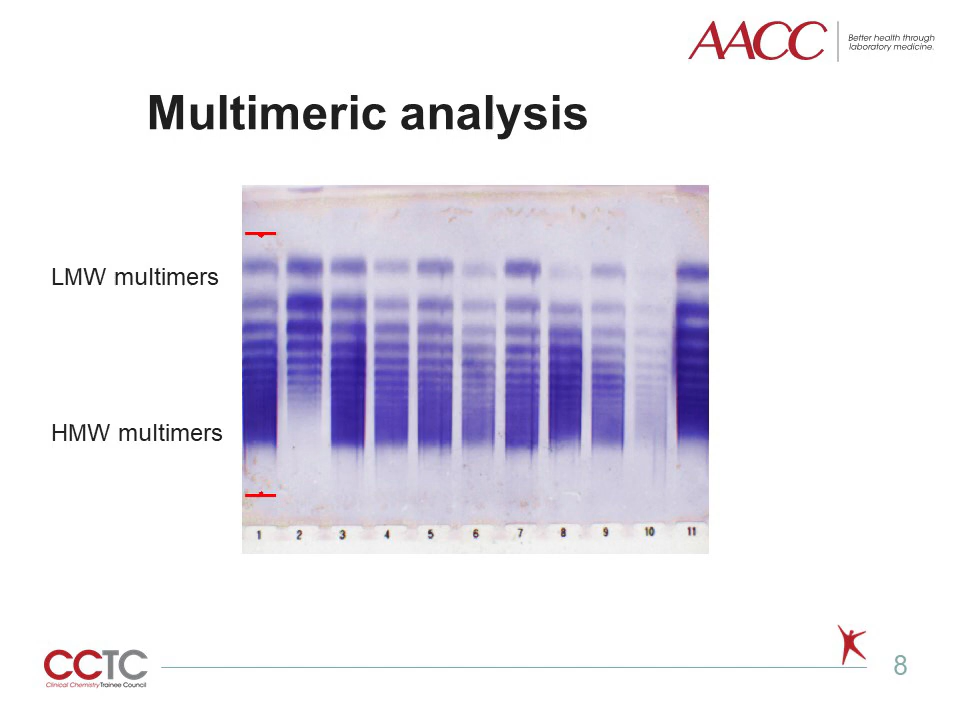 AACC
Better health through
laboratory medicine.
Multimeric analysis
LMW multimers
HMW multimers
1 2 3 4 5 6 7 8 9 10 11
CCTC
Clinical Chemistry Trainee Council
8